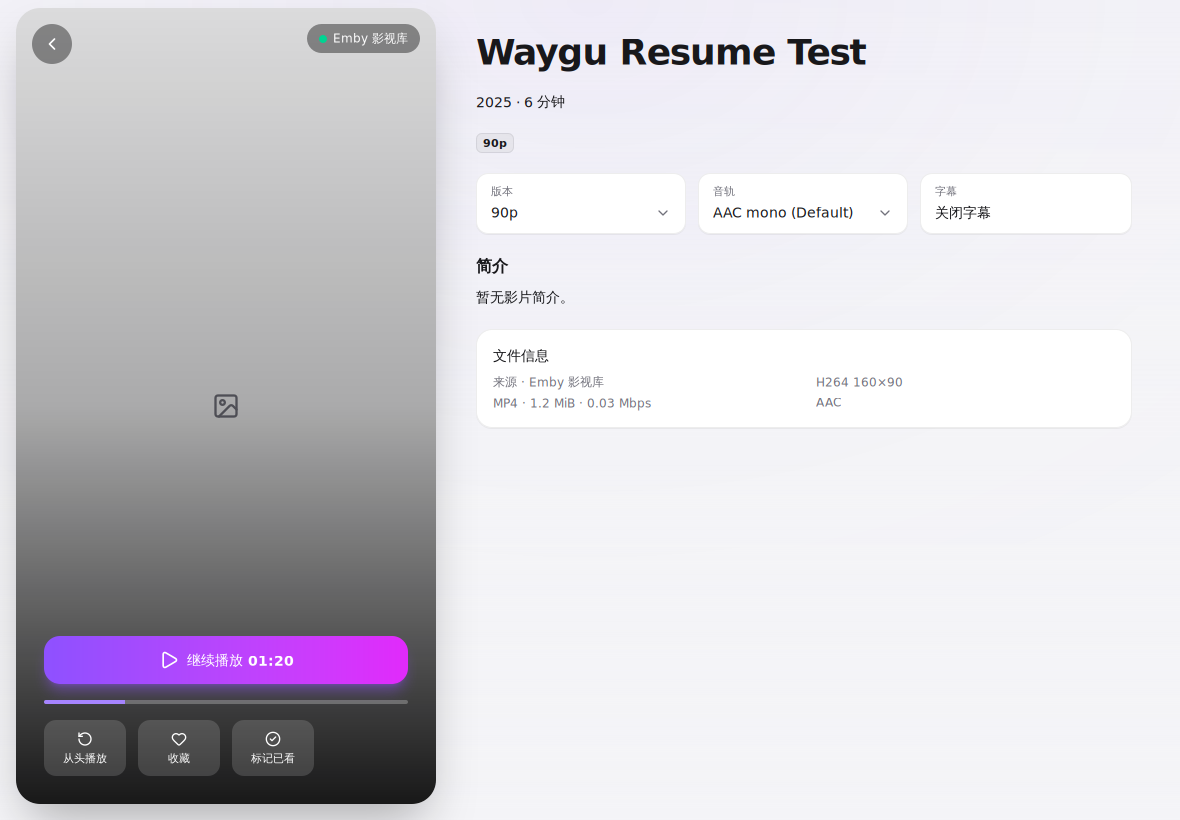 Emby 影视库
继续播放 01:20
从头播放
收藏
标记已看
Waygu Resume Test
2025 · 6 分钟
90p
版本
90p
音轨
AAC mono (Default)
字幕
关闭字幕
简介
暂无影片简介。
文件信息
来源 · Emby 影视库
H264 160×90
MP4 · 1.2 MiB · 0.03 Mbps
AAC